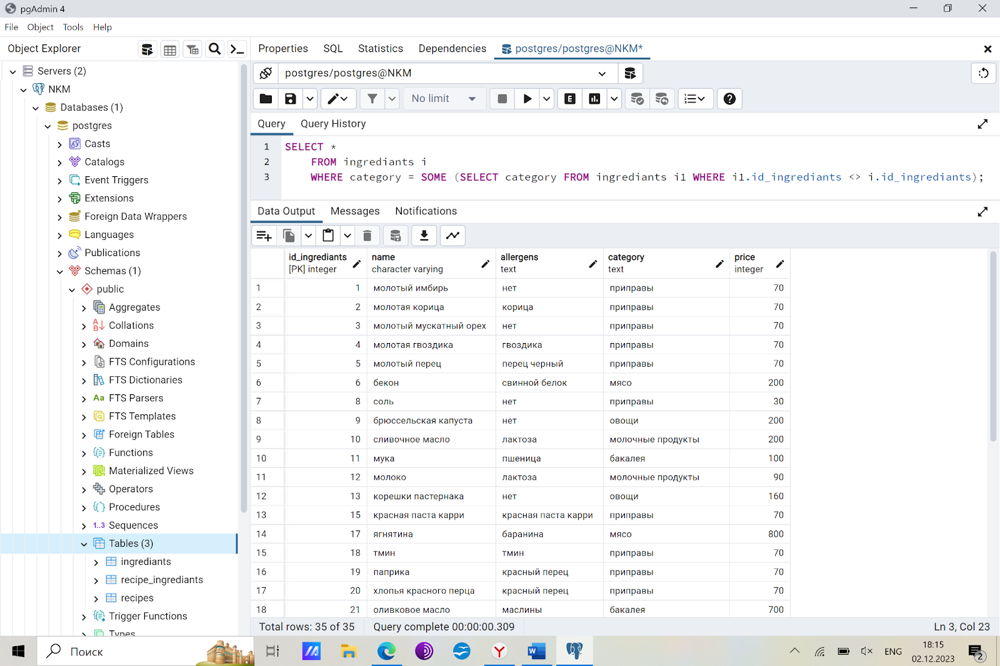 pgAdmin 4
File Object Tools Help
Object Explorer
Properties SQL Statistics Dependencies postgres/postgres@NKM*
Servers (2)
NKM
Databases (1)
postgres
Casts
Catalogs
Event Triggers
Extensions
Foreign Data Wrappers
Languages
Publications
Schemas (1)
public
Aggregates
Collations
Domains
FTS Configurations
FTS Dictionaries
Aa FTS Parsers
FTS Templates
Foreign Tables
Functions
Materialized Views
Operators
Procedures
1..3 Sequences
Tables (3)
ingrediants
recipe_ingrediants
recipes
Trigger Functions
Types
postgres/postgres@NKM
No limit
E
Query Query History
1 SELECT *
2 FROM ingrediants i
3 WHERE category = SOME (SELECT category FROM ingrediants i1 WHERE i1.id_ingrediants <> i.id_ingrediants);
Data Output Messages Notifications
id_ingrediants name allergens category price
[PK] integer character varying text text integer
1 1 молотый имбирь нет приправы 70
2 2 молотая корица корица приправы 70
3 3 молотый мускатный орех нет приправы 70
4 4 молотая гвоздика гвоздика приправы 70
5 5 молотый перец перец черный приправы 70
6 6 бекон свинной белок мясо 200
7 8 соль нет приправы 30
8 9 брюссельская капуста нет овощи 200
9 10 сливочное масло лактоза молочные продукты 200
10 11 мука пшеница бакалея 100
11 12 молоко лактоза молочные продукты 90
12 13 корешки пастернака нет овощи 160
13 15 красная паста карри красная паста карри приправы 70
14 17 ягнятина баранина мясо 800
15 18 тмин тмин приправы 70
16 19 паприка красный перец приправы 70
17 20 хлопья красного перца красный перец приправы 70
18 21 оливковое масло маслины бакалея 700
Total rows: 35 of 35 Query complete 00:00:00.309 Ln 3, Col 23
Поиск
ENG
18:15
02.12.2023
2